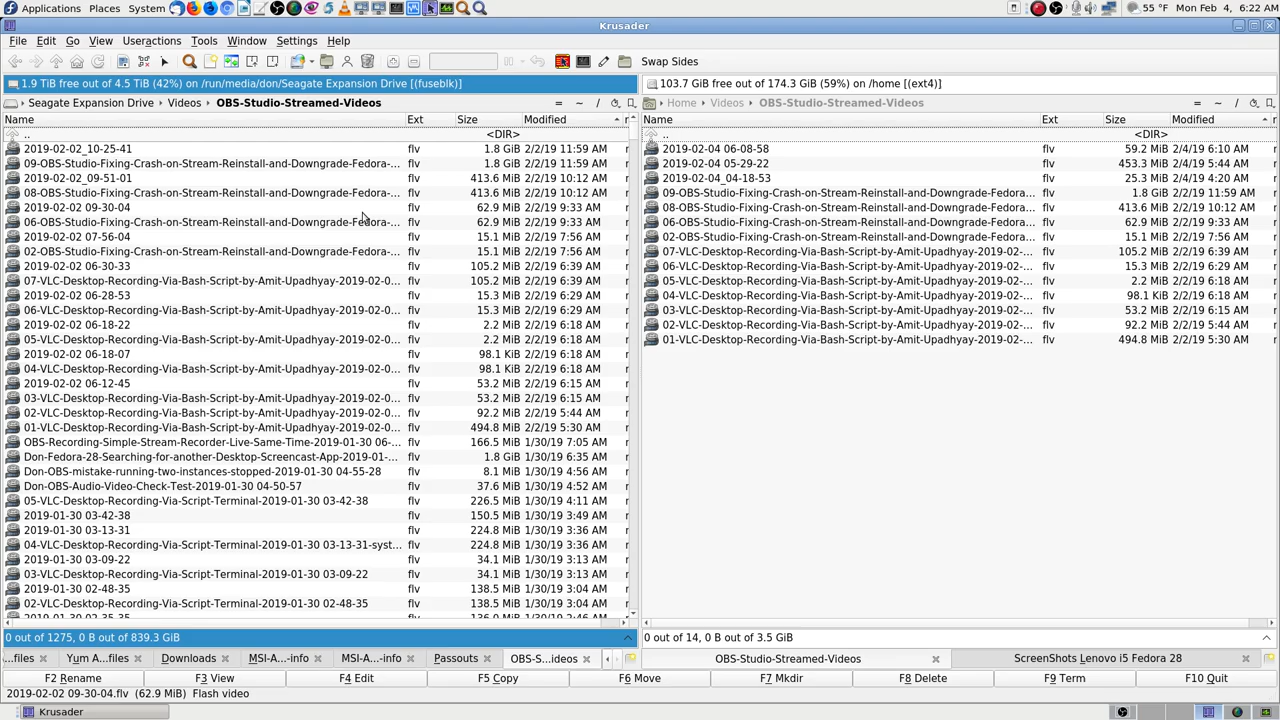 Applications Places System 55 °F Mon Feb 4, 6:22 AM
Krusader
File Edit Go View Useractions Tools Window Settings Help
Swap Sides
1.9 TiB free out of 4.5 TiB (42%) on /run/media/don/Seagate Expansion Drive [(fuseblk)]
103.7 GiB free out of 174.3 GiB (59%) on /home [(ext4)]
Seagate Expansion Drive › Videos › OBS-Studio-Streamed-Videos = ~ /
Home › Videos › OBS-Studio-Streamed-Videos = ~ /
Name Ext Size Modified
.. <DIR>
2019-02-02_10-25-41 flv 1.8 GiB 2/2/19 11:59 AM
09-OBS-Studio-Fixing-Crash-on-Stream-Reinstall-and-Downgrade-Fedora-... flv 1.8 GiB 2/2/19 11:59 AM
2019-02-02_09-51-01 flv 413.6 MiB 2/2/19 10:12 AM
08-OBS-Studio-Fixing-Crash-on-Stream-Reinstall-and-Downgrade-Fedora-... flv 413.6 MiB 2/2/19 10:12 AM
2019-02-02 09-30-04 flv 62.9 MiB 2/2/19 9:33 AM
06-OBS-Studio-Fixing-Crash-on-Stream-Reinstall-and-Downgrade-Fedora-... flv 62.9 MiB 2/2/19 9:33 AM
2019-02-02 07-56-04 flv 15.1 MiB 2/2/19 7:56 AM
02-OBS-Studio-Fixing-Crash-on-Stream-Reinstall-and-Downgrade-Fedora-... flv 15.1 MiB 2/2/19 7:56 AM
2019-02-02 06-30-33 flv 105.2 MiB 2/2/19 6:39 AM
07-VLC-Desktop-Recording-Via-Bash-Script-by-Amit-Upadhyay-2019-02-0... flv 105.2 MiB 2/2/19 6:39 AM
2019-02-02 06-28-53 flv 15.3 MiB 2/2/19 6:29 AM
06-VLC-Desktop-Recording-Via-Bash-Script-by-Amit-Upadhyay-2019-02-0... flv 15.3 MiB 2/2/19 6:29 AM
2019-02-02 06-18-22 flv 2.2 MiB 2/2/19 6:18 AM
05-VLC-Desktop-Recording-Via-Bash-Script-by-Amit-Upadhyay-2019-02-0... flv 2.2 MiB 2/2/19 6:18 AM
2019-02-02 06-18-07 flv 98.1 KiB 2/2/19 6:18 AM
04-VLC-Desktop-Recording-Via-Bash-Script-by-Amit-Upadhyay-2019-02-0... flv 98.1 KiB 2/2/19 6:18 AM
2019-02-02 06-12-45 flv 53.2 MiB 2/2/19 6:15 AM
03-VLC-Desktop-Recording-Via-Bash-Script-by-Amit-Upadhyay-2019-02-0... flv 53.2 MiB 2/2/19 6:15 AM
02-VLC-Desktop-Recording-Via-Bash-Script-by-Amit-Upadhyay-2019-02-0... flv 92.2 MiB 2/2/19 5:44 AM
01-VLC-Desktop-Recording-Via-Bash-Script-by-Amit-Upadhyay-2019-02-0... flv 494.8 MiB 2/2/19 5:30 AM
OBS-Recording-Simple-Stream-Recorder-Live-Same-Time-2019-01-30 06-... flv 166.5 MiB 1/30/19 7:05 AM
Don-Fedora-28-Searching-for-another-Desktop-Screencast-App-2019-01-... flv 1.8 GiB 1/30/19 6:35 AM
Don-OBS-mistake-running-two-instances-stopped-2019-01-30 04-55-28 flv 8.1 MiB 1/30/19 4:56 AM
Don-OBS-Audio-Video-Check-Test-2019-01-30 04-50-57 flv 37.6 MiB 1/30/19 4:52 AM
05-VLC-Desktop-Recording-Via-Script-Terminal-2019-01-30 03-42-38 flv 226.5 MiB 1/30/19 4:11 AM
2019-01-30 03-42-38 flv 150.5 MiB 1/30/19 3:49 AM
2019-01-30 03-13-31 flv 224.8 MiB 1/30/19 3:36 AM
04-VLC-Desktop-Recording-Via-Script-Terminal-2019-01-30 03-13-31-syst... flv 224.8 MiB 1/30/19 3:36 AM
2019-01-30 03-09-22 flv 34.1 MiB 1/30/19 3:13 AM
03-VLC-Desktop-Recording-Via-Script-Terminal-2019-01-30 03-09-22 flv 34.1 MiB 1/30/19 3:13 AM
2019-01-30 02-48-35 flv 138.5 MiB 1/30/19 3:04 AM
02-VLC-Desktop-Recording-Via-Script-Terminal-2019-01-30 02-48-35 flv 138.5 MiB 1/30/19 3:04 AM
2019-01-30 02-35-35 flv 136.0 MiB 1/30/19 2:46 AM
Name Ext Size Modified
.. <DIR>
2019-02-04 06-08-58 flv 59.2 MiB 2/4/19 6:10 AM
2019-02-04 05-29-22 flv 453.3 MiB 2/4/19 5:44 AM
2019-02-04_04-18-53 flv 25.3 MiB 2/4/19 4:20 AM
09-OBS-Studio-Fixing-Crash-on-Stream-Reinstall-and-Downgrade-Fedora... flv 1.8 GiB 2/2/19 11:59 AM
08-OBS-Studio-Fixing-Crash-on-Stream-Reinstall-and-Downgrade-Fedora... flv 413.6 MiB 2/2/19 10:12 AM
06-OBS-Studio-Fixing-Crash-on-Stream-Reinstall-and-Downgrade-Fedora... flv 62.9 MiB 2/2/19 9:33 AM
02-OBS-Studio-Fixing-Crash-on-Stream-Reinstall-and-Downgrade-Fedora... flv 15.1 MiB 2/2/19 7:56 AM
07-VLC-Desktop-Recording-Via-Bash-Script-by-Amit-Upadhyay-2019-02-... flv 105.2 MiB 2/2/19 6:39 AM
06-VLC-Desktop-Recording-Via-Bash-Script-by-Amit-Upadhyay-2019-02-... flv 15.3 MiB 2/2/19 6:29 AM
05-VLC-Desktop-Recording-Via-Bash-Script-by-Amit-Upadhyay-2019-02-... flv 2.2 MiB 2/2/19 6:18 AM
04-VLC-Desktop-Recording-Via-Bash-Script-by-Amit-Upadhyay-2019-02-... flv 98.1 KiB 2/2/19 6:18 AM
03-VLC-Desktop-Recording-Via-Bash-Script-by-Amit-Upadhyay-2019-02-... flv 53.2 MiB 2/2/19 6:15 AM
02-VLC-Desktop-Recording-Via-Bash-Script-by-Amit-Upadhyay-2019-02-... flv 92.2 MiB 2/2/19 5:44 AM
01-VLC-Desktop-Recording-Via-Bash-Script-by-Amit-Upadhyay-2019-02-... flv 494.8 MiB 2/2/19 5:30 AM
0 out of 1275, 0 B out of 839.3 GiB
0 out of 14, 0 B out of 3.5 GiB
...files Yum A...files Downloads MSI-A...-info MSI-A...-info Passouts OBS-S...ideos
OBS-Studio-Streamed-Videos ScreenShots Lenovo i5 Fedora 28
F2 Rename F3 View F4 Edit F5 Copy F6 Move F7 Mkdir F8 Delete F9 Term F10 Quit
2019-02-02 09-30-04.flv (62.9 MiB) Flash video
Krusader